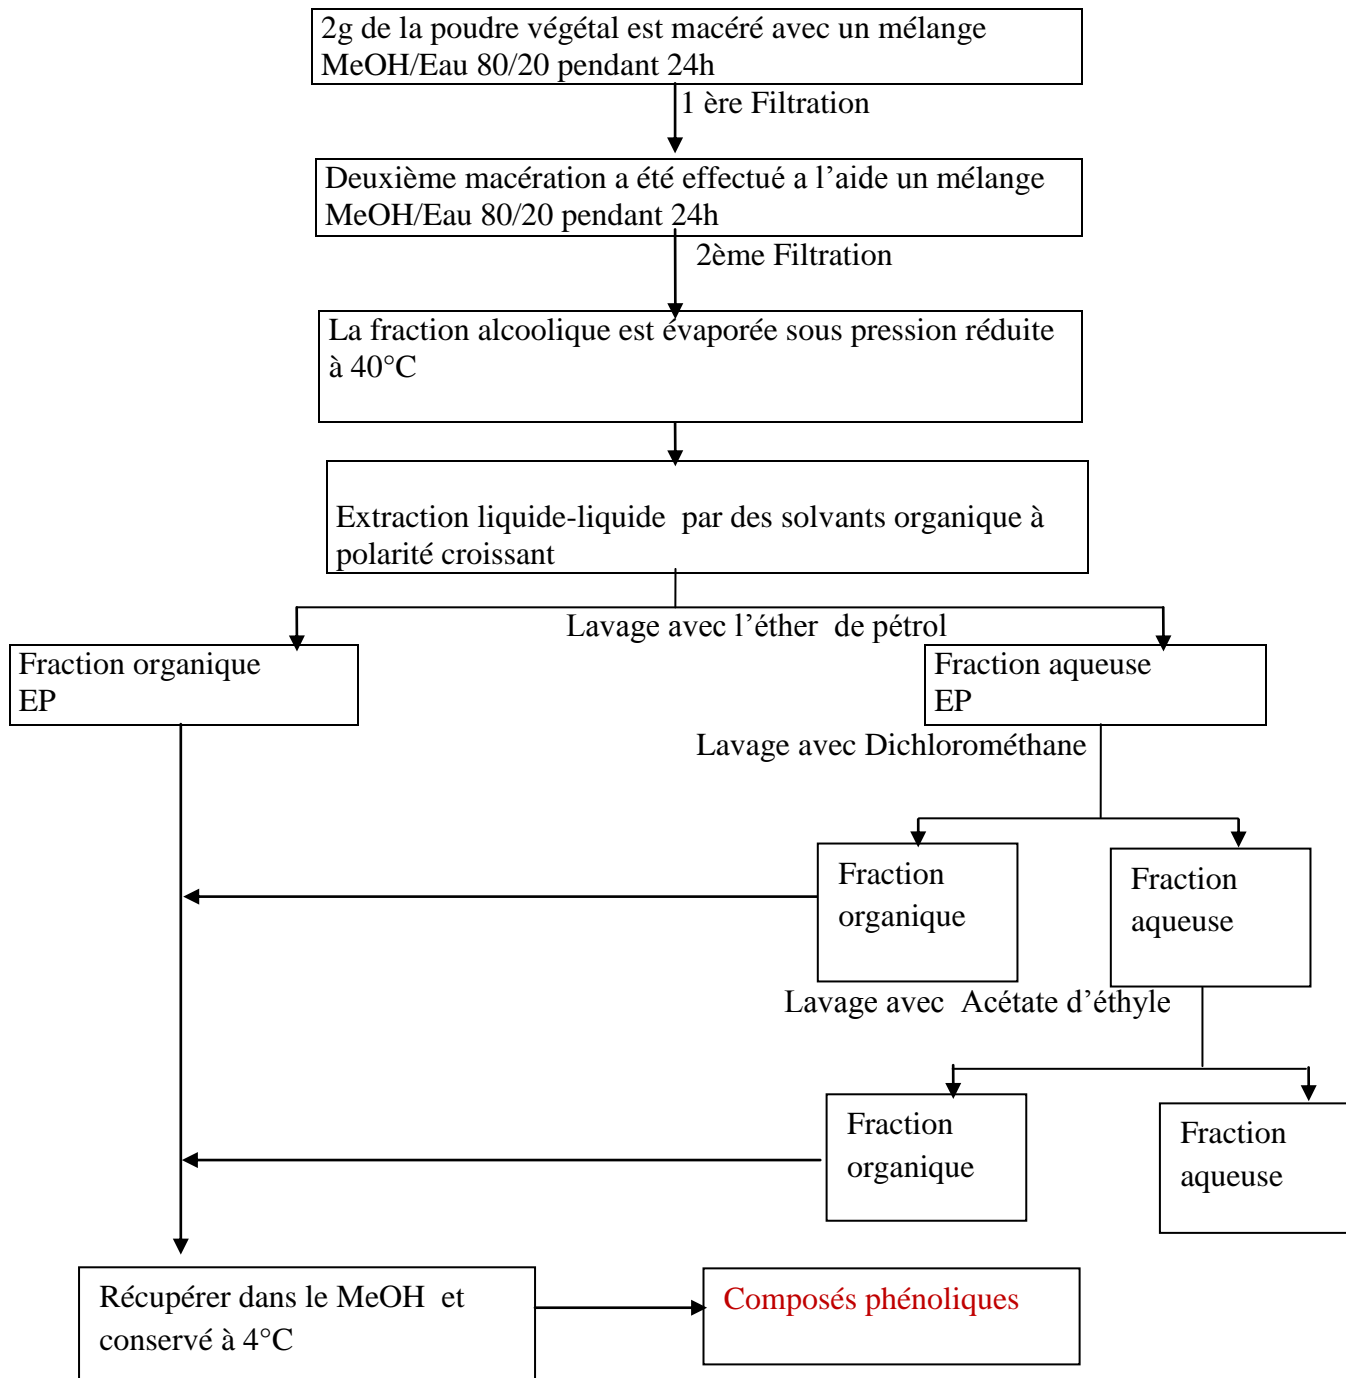 2g de la poudre végétal est macéré avec un mélange
MeOH/Eau 80/20 pendant 24h
1 ère Filtration
Deuxième macération a été effectué a l’aide un mélange
MeOH/Eau 80/20 pendant 24h
2ème Filtration
La fraction alcoolique est évaporée sous pression réduite
à 40°C
Extraction liquide-liquide par des solvants organique à
polarité croissant
Lavage avec l’éther de pétrol
Fraction organique
EP
Fraction aqueuse
EP
Lavage avec Dichlorométhane
Fraction
organique
Fraction
aqueuse
Lavage avec Acétate d’éthyle
Fraction
organique
Fraction
aqueuse
Récupérer dans le MeOH et
conservé à 4°C
Composés phénoliques